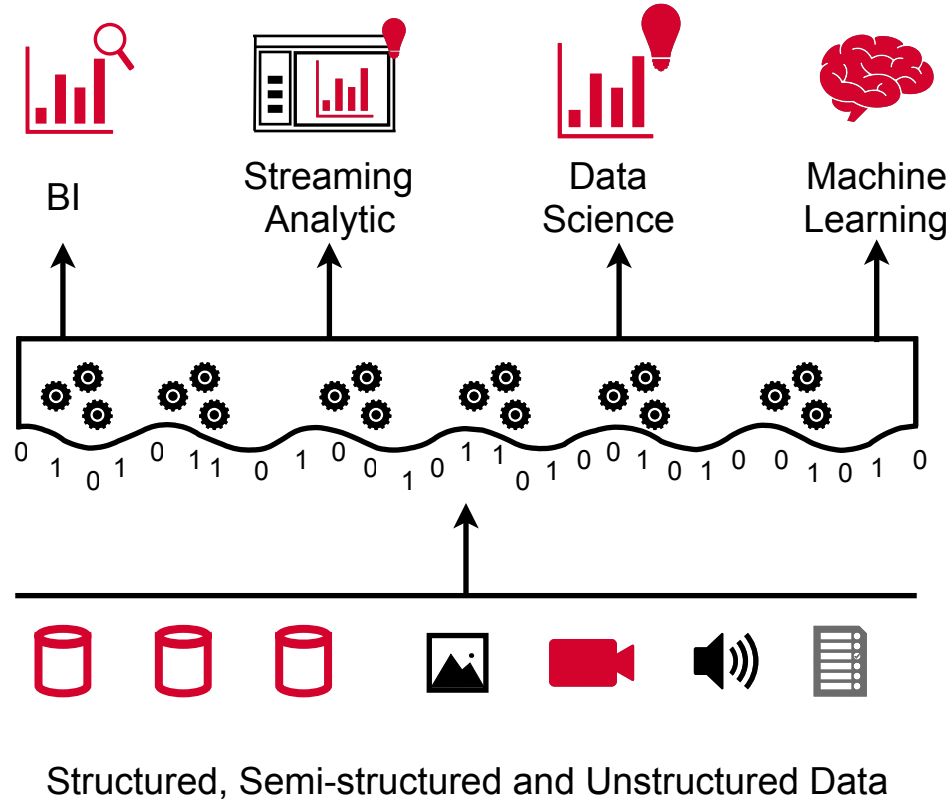 BI
Streaming
Analytic
Data
Science
Machine
Learning
0 1 0 1 0 1 1 0 1 0 0 1 0 1 1 0 1 0 0 1 0 1 0 0 1 0 1 0
Structured, Semi-structured and Unstructured Data